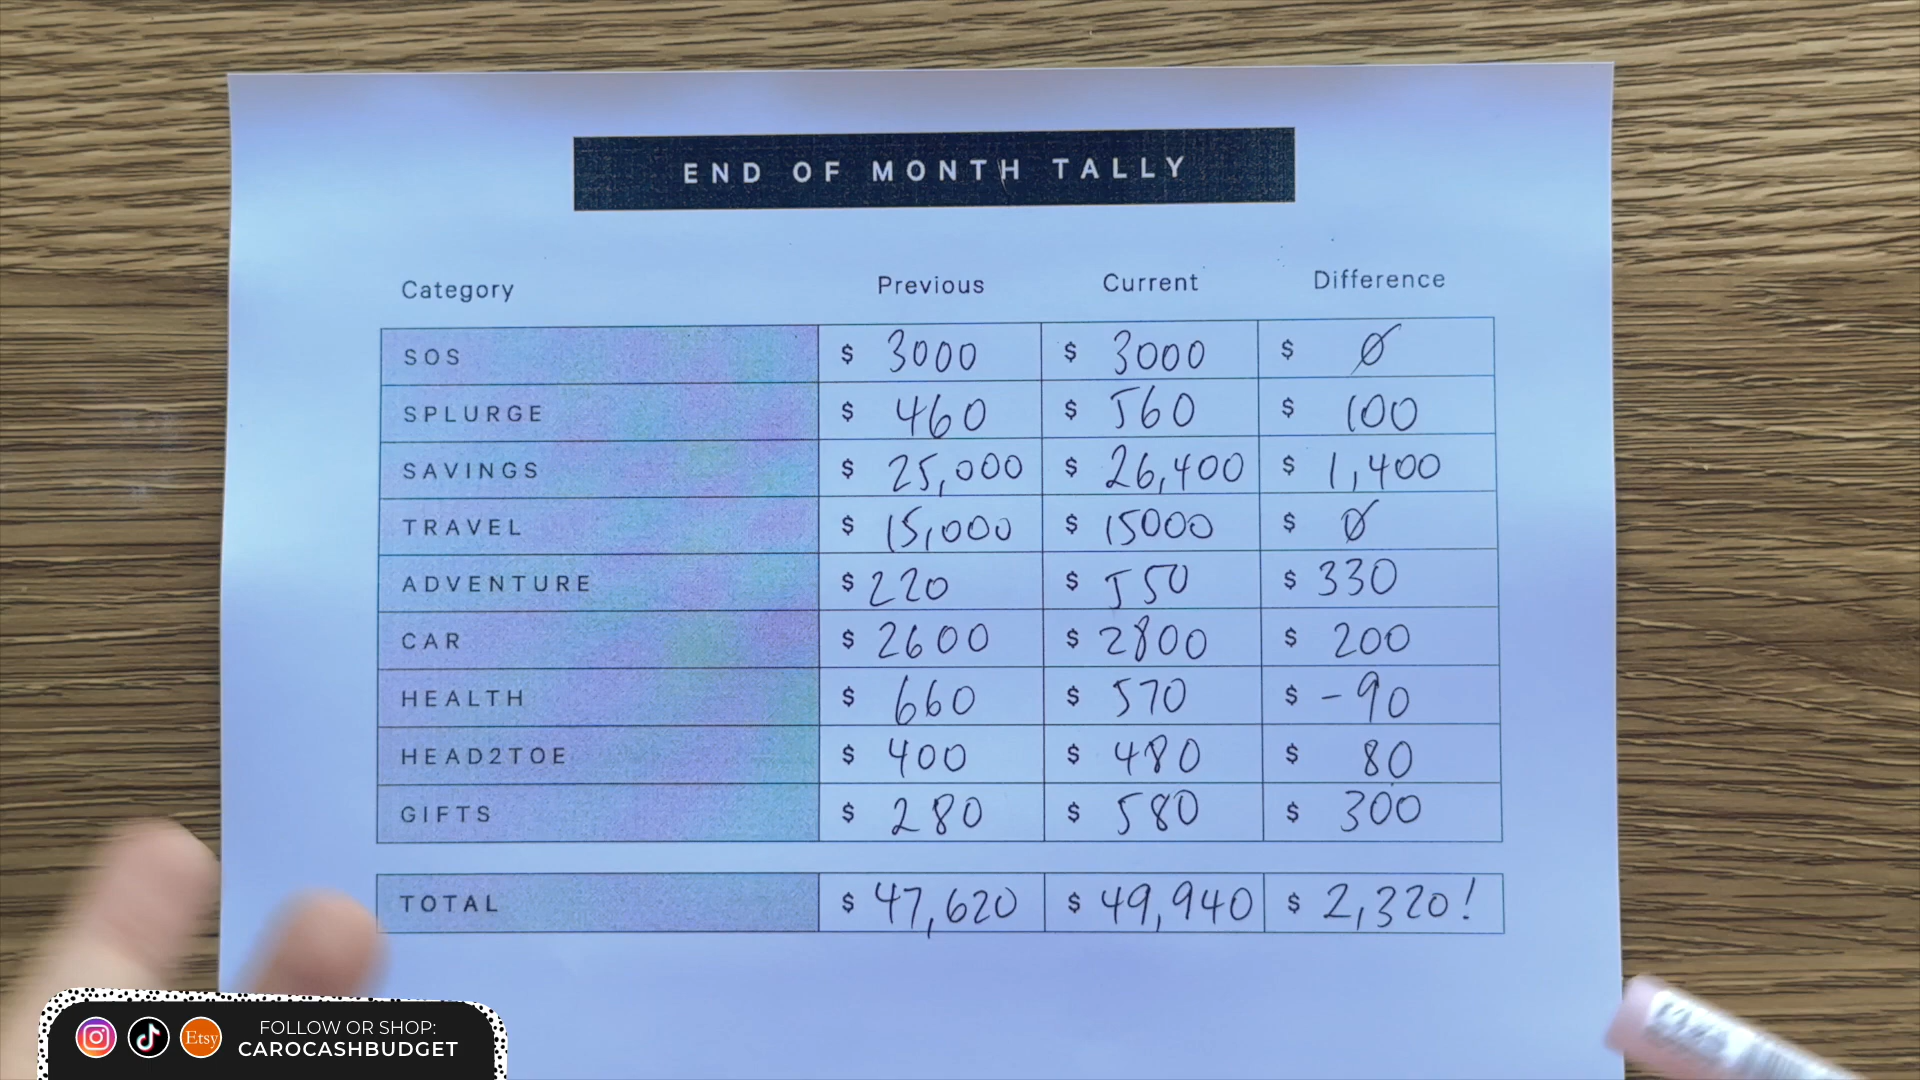 END OF MONTH TALLY
Category Previous Current Difference
SOS $ 3000 $ 3000 $ 0
SPLURGE $ 460 $ 560 $ 100
SAVINGS $ 25,000 $ 26,400 $ 1,400
TRAVEL $ 15,000 $ 15000 $ 0
ADVENTURE $ 220 $ 550 $ 330
CAR $ 2600 $ 2800 $ 200
HEALTH $ 660 $ 570 $ -90
HEAD2TOE $ 400 $ 480 $ 80
GIFTS $ 280 $ 580 $ 300
TOTAL $ 47,620 $ 49,940 $ 2,320!
Etsy
FOLLOW OR SHOP:
CAROCASHBUDGET